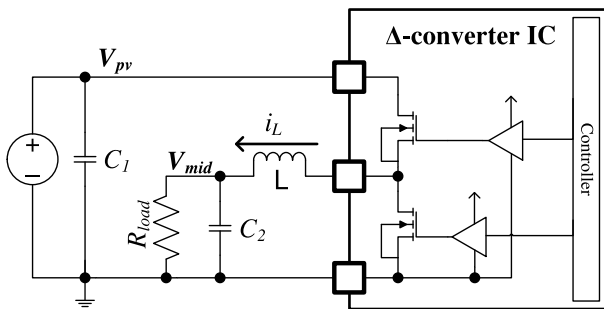 Δ-converter IC
V_pv
i_L
Controller
+
−
C_1
V_mid
L
R_load
C_2